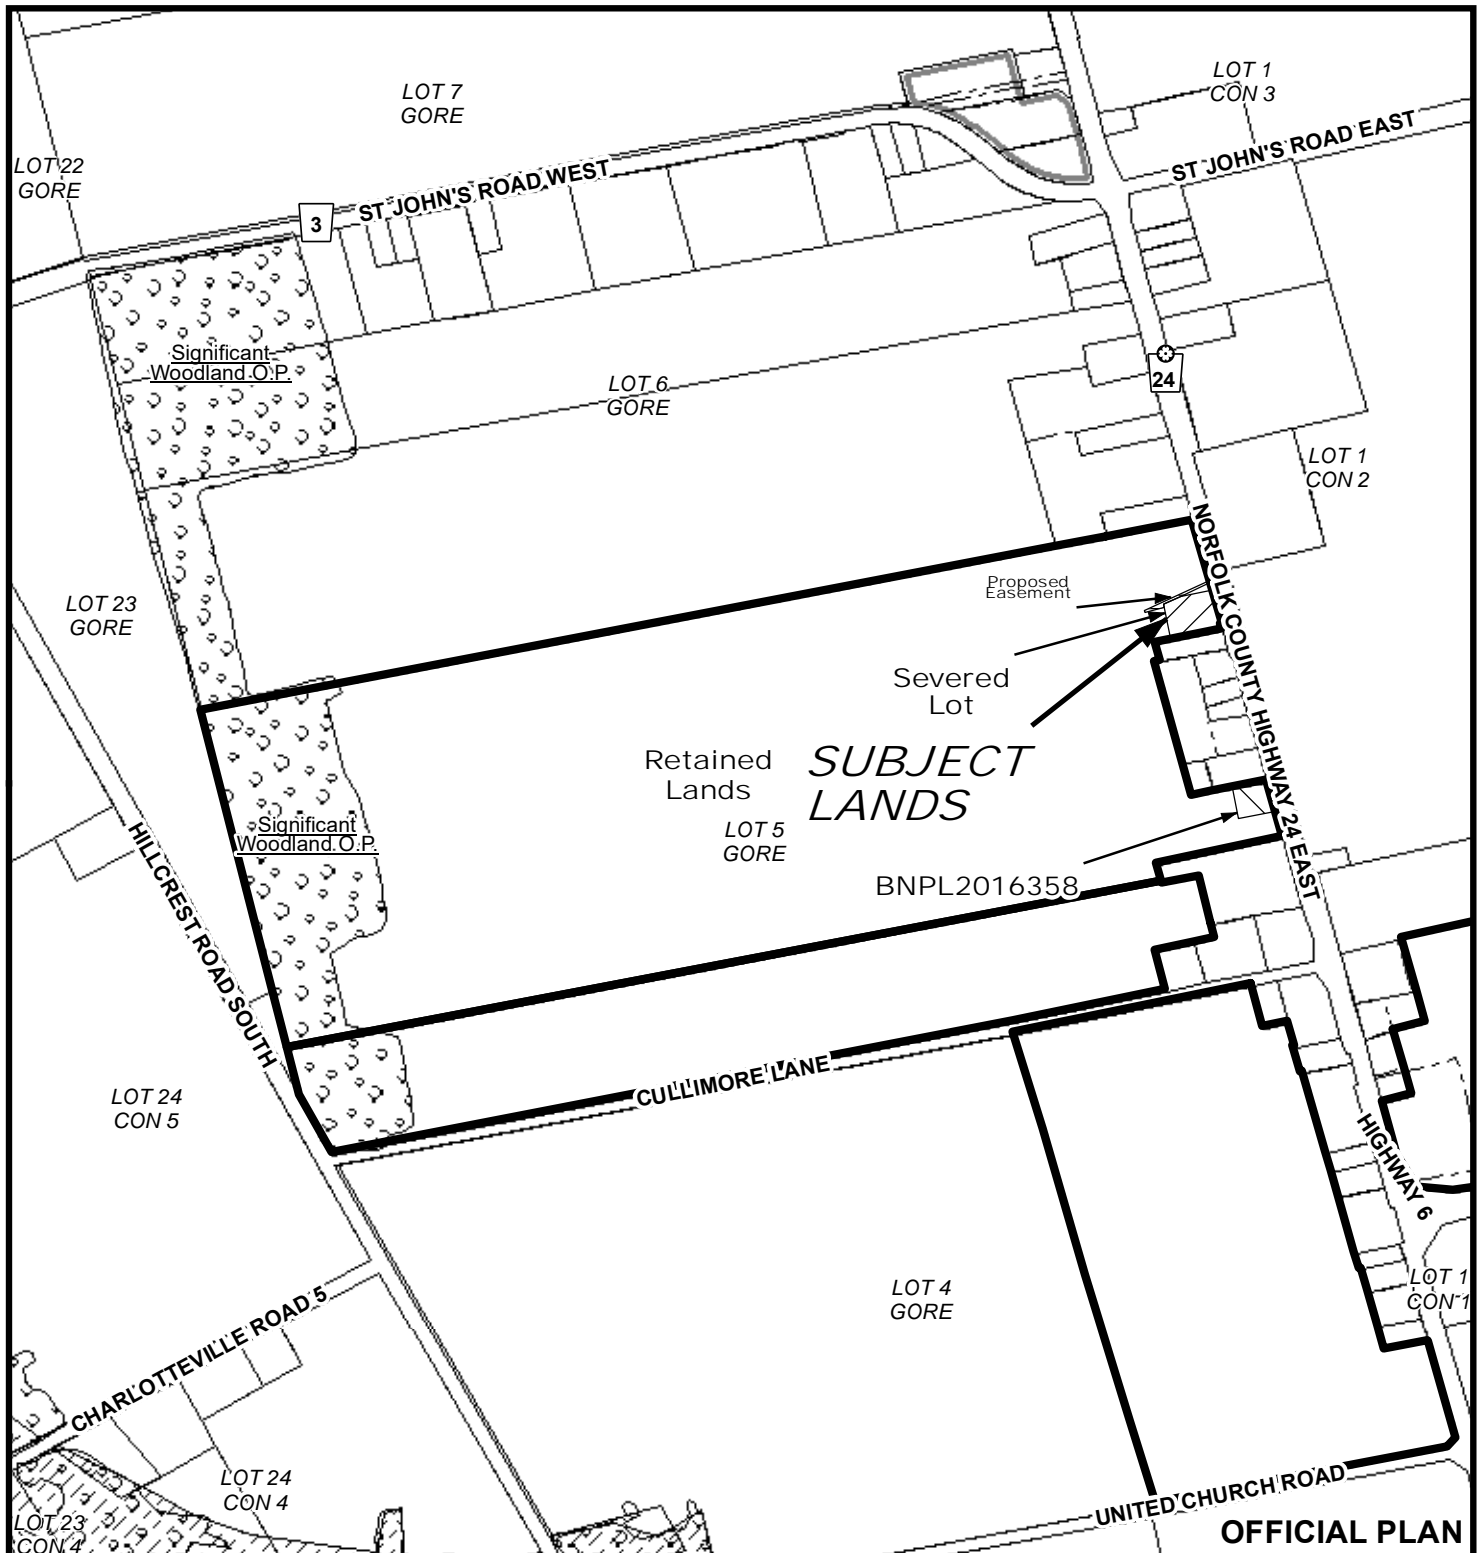 LOT 7
GORE
LOT 1
CON 3
ST JOHN'S ROAD EAST
LOT 22
GORE
ST JOHN'S ROAD WEST
3
Significant
Woodland O.P.
LOT 6
GORE
24
LOT 1
CON 2
NORFOLK COUNTY HIGHWAY 24 EAST
Proposed
Easement
LOT 23
GORE
Severed
Lot
Retained
Lands
SUBJECT
LANDS
LOT 5
GORE
Significant
Woodland O.P.
HILLCREST ROAD SOUTH
BNPL2016358
CULLIMORE LANE
LOT 24
CON 5
HIGHWAY 6
LOT 4
GORE
LOT 1
CON 1
CHARLOTTEVILLE ROAD 5
LOT 24
CON 4
LOT 23
CON 4
UNITED CHURCH ROAD
OFFICIAL PLAN